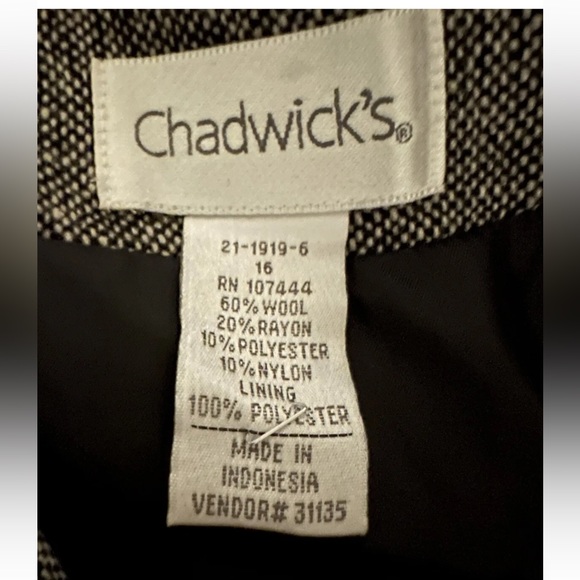 Chadwick's®
21-1919-6
16
RN 107444
60% WOOL
20% RAYON
10% POLYESTER
10% NYLON
LINING
100% POLYESTER
MADE IN
INDONESIA
VENDOR# 31135